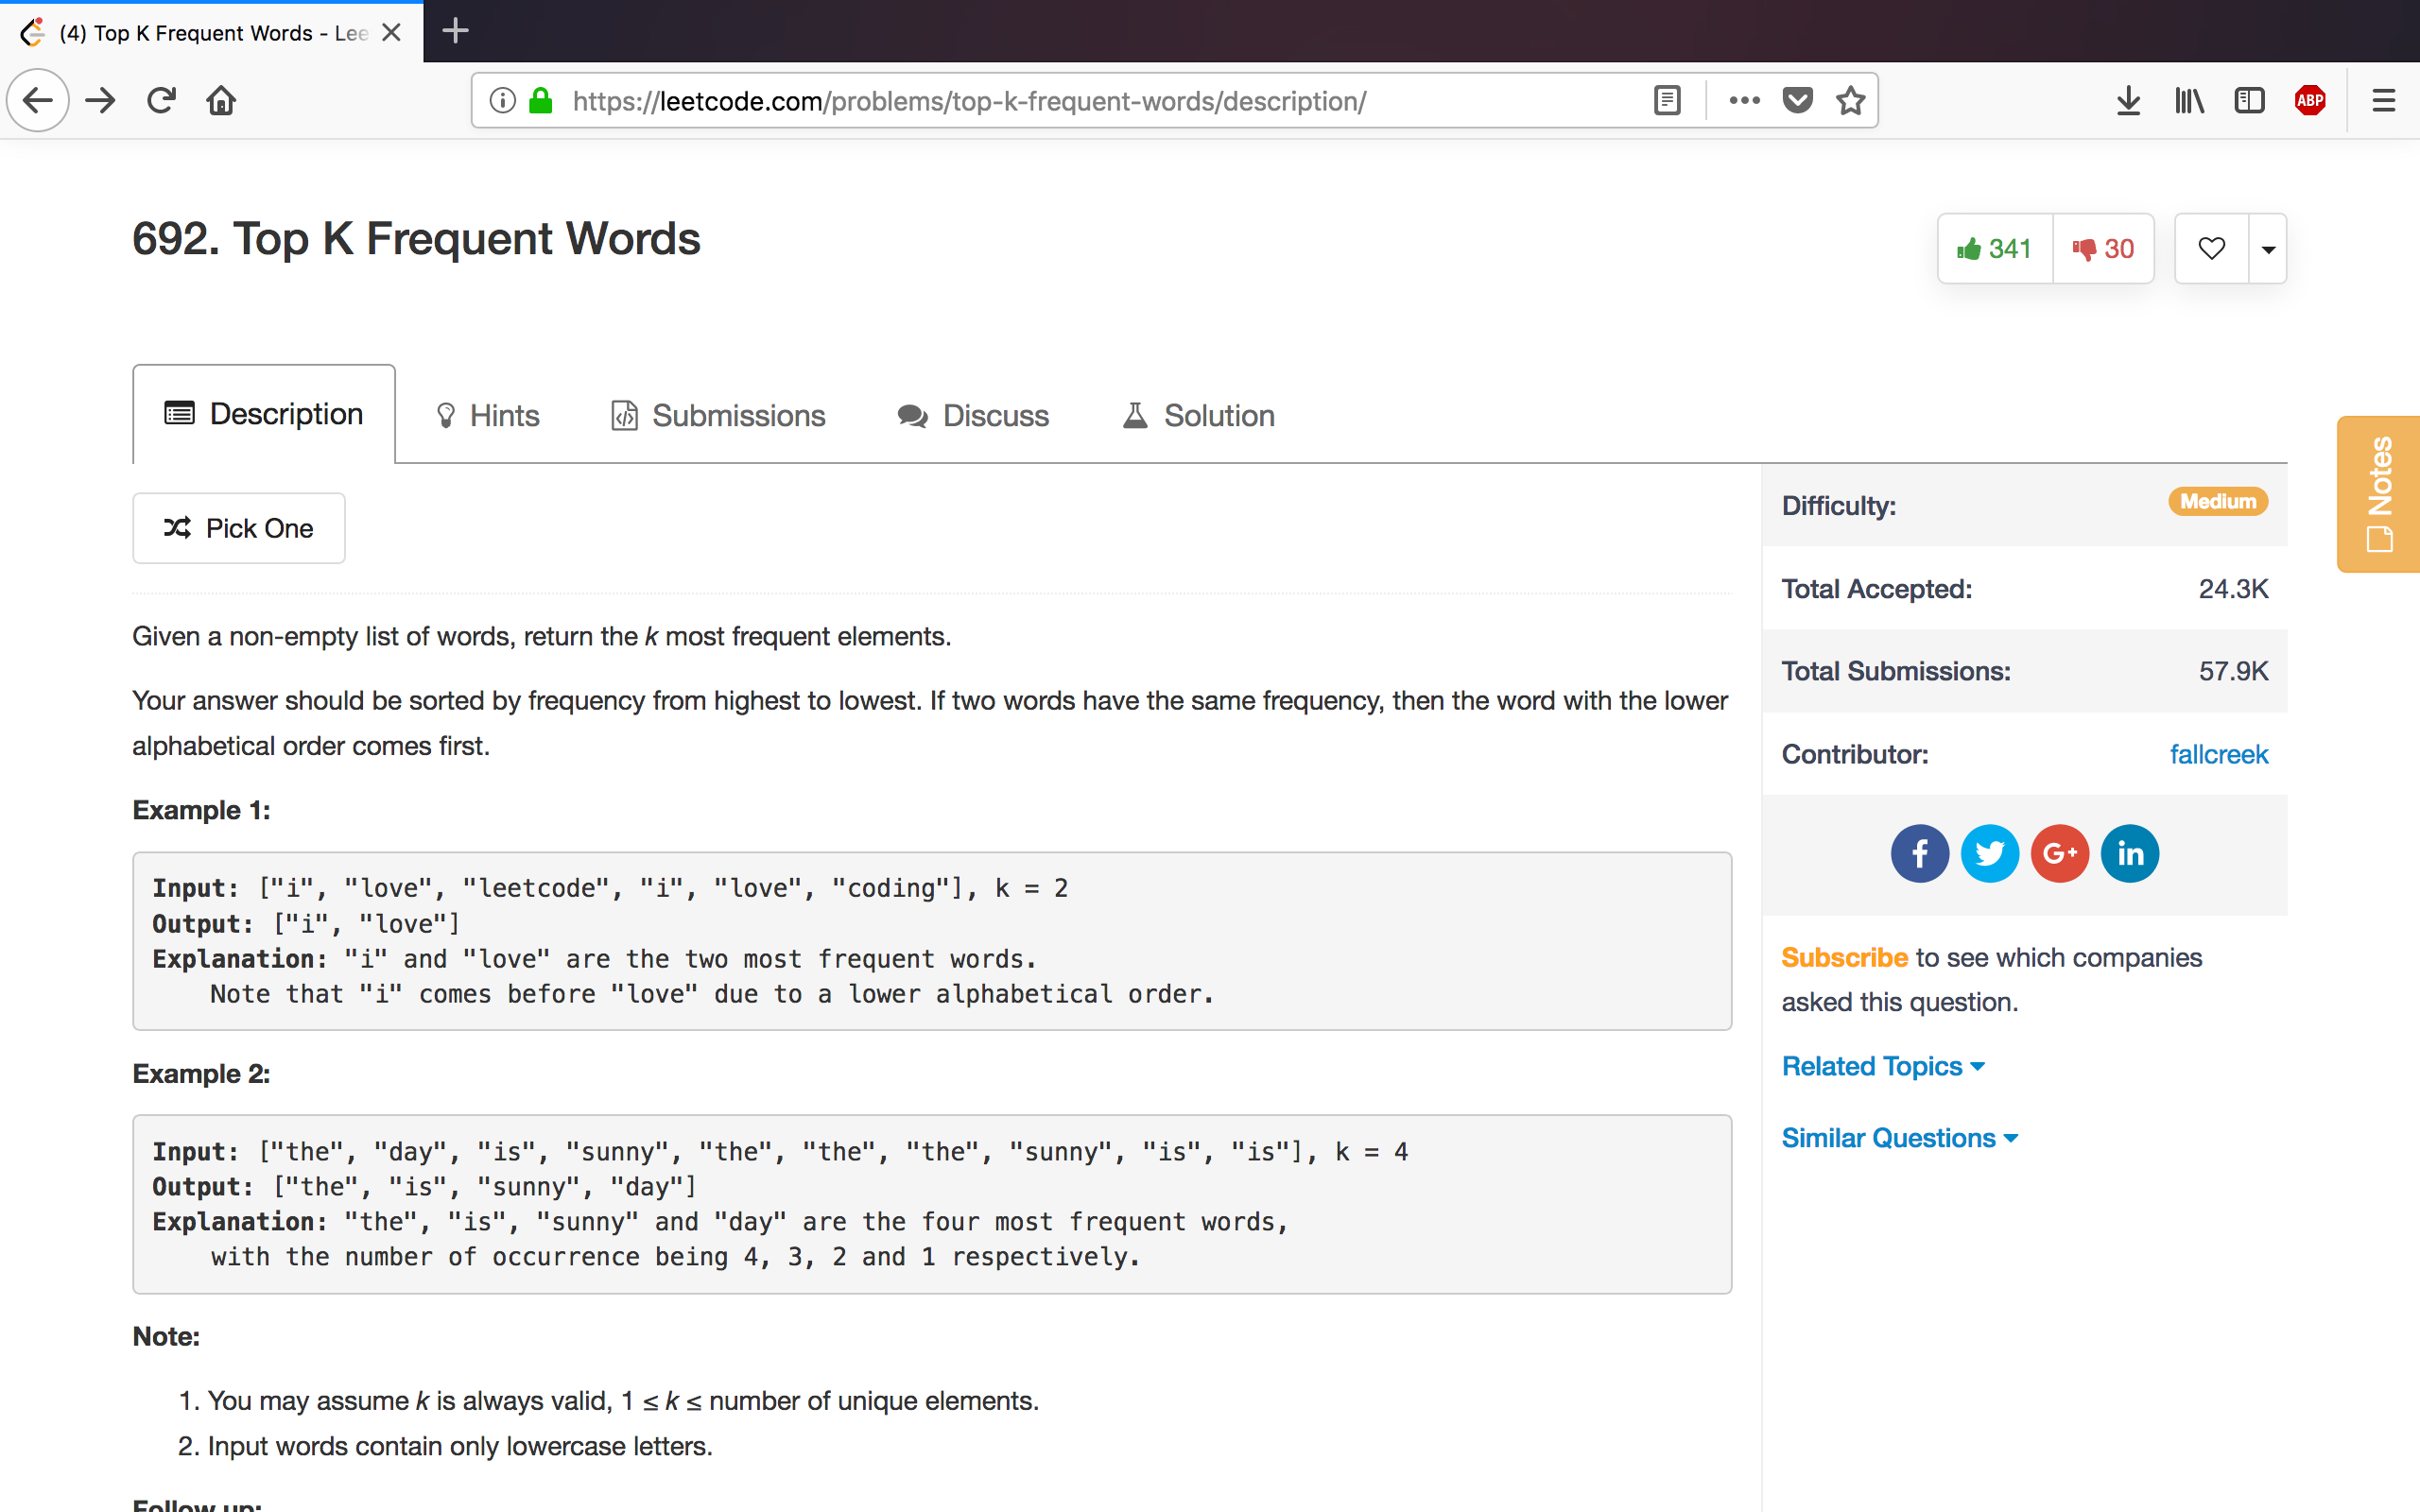 (4) Top K Frequent Words - Lee
https://leetcode.com/problems/top-k-frequent-words/description/
ABP
692. Top K Frequent Words
341
30
Description
Hints
Submissions
Discuss
Solution
Notes
Pick One
Given a non-empty list of words, return the k most frequent elements.
Your answer should be sorted by frequency from highest to lowest. If two words have the same frequency, then the word with the lower
alphabetical order comes first.
Example 1:
Input: ["i", "love", "leetcode", "i", "love", "coding"], k = 2
Output: ["i", "love"]
Explanation: "i" and "love" are the two most frequent words.
    Note that "i" comes before "love" due to a lower alphabetical order.
Example 2:
Input: ["the", "day", "is", "sunny", "the", "the", "the", "sunny", "is", "is"], k = 4
Output: ["the", "is", "sunny", "day"]
Explanation: "the", "is", "sunny" and "day" are the four most frequent words,
    with the number of occurrence being 4, 3, 2 and 1 respectively.
Note:
1. You may assume k is always valid, 1 ≤ k ≤ number of unique elements.
2. Input words contain only lowercase letters.
Follow up:
Difficulty: Medium
Total Accepted: 24.3K
Total Submissions: 57.9K
Contributor: fallcreek
f G+ in
Subscribe to see which companies
asked this question.
Related Topics
Similar Questions